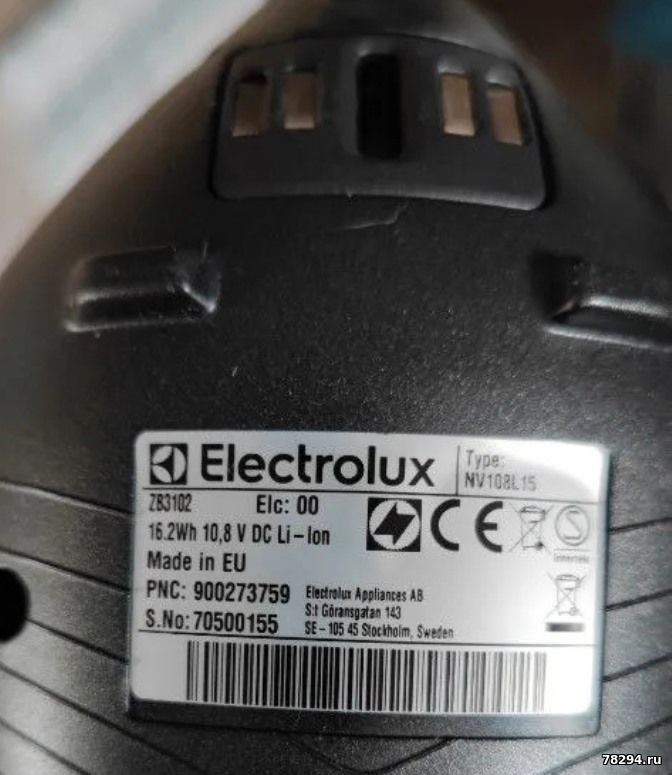 Electrolux
Type:
NV108L15
ZB3102 Elc: 00
16.2Wh 10,8 V DC Li-Ion
Made in EU
PNC: 900273759
S.No: 70500155
Electrolux Appliances AB
S:t Göransgatan 143
SE-105 45 Stockholm, Sweden
78294.ru